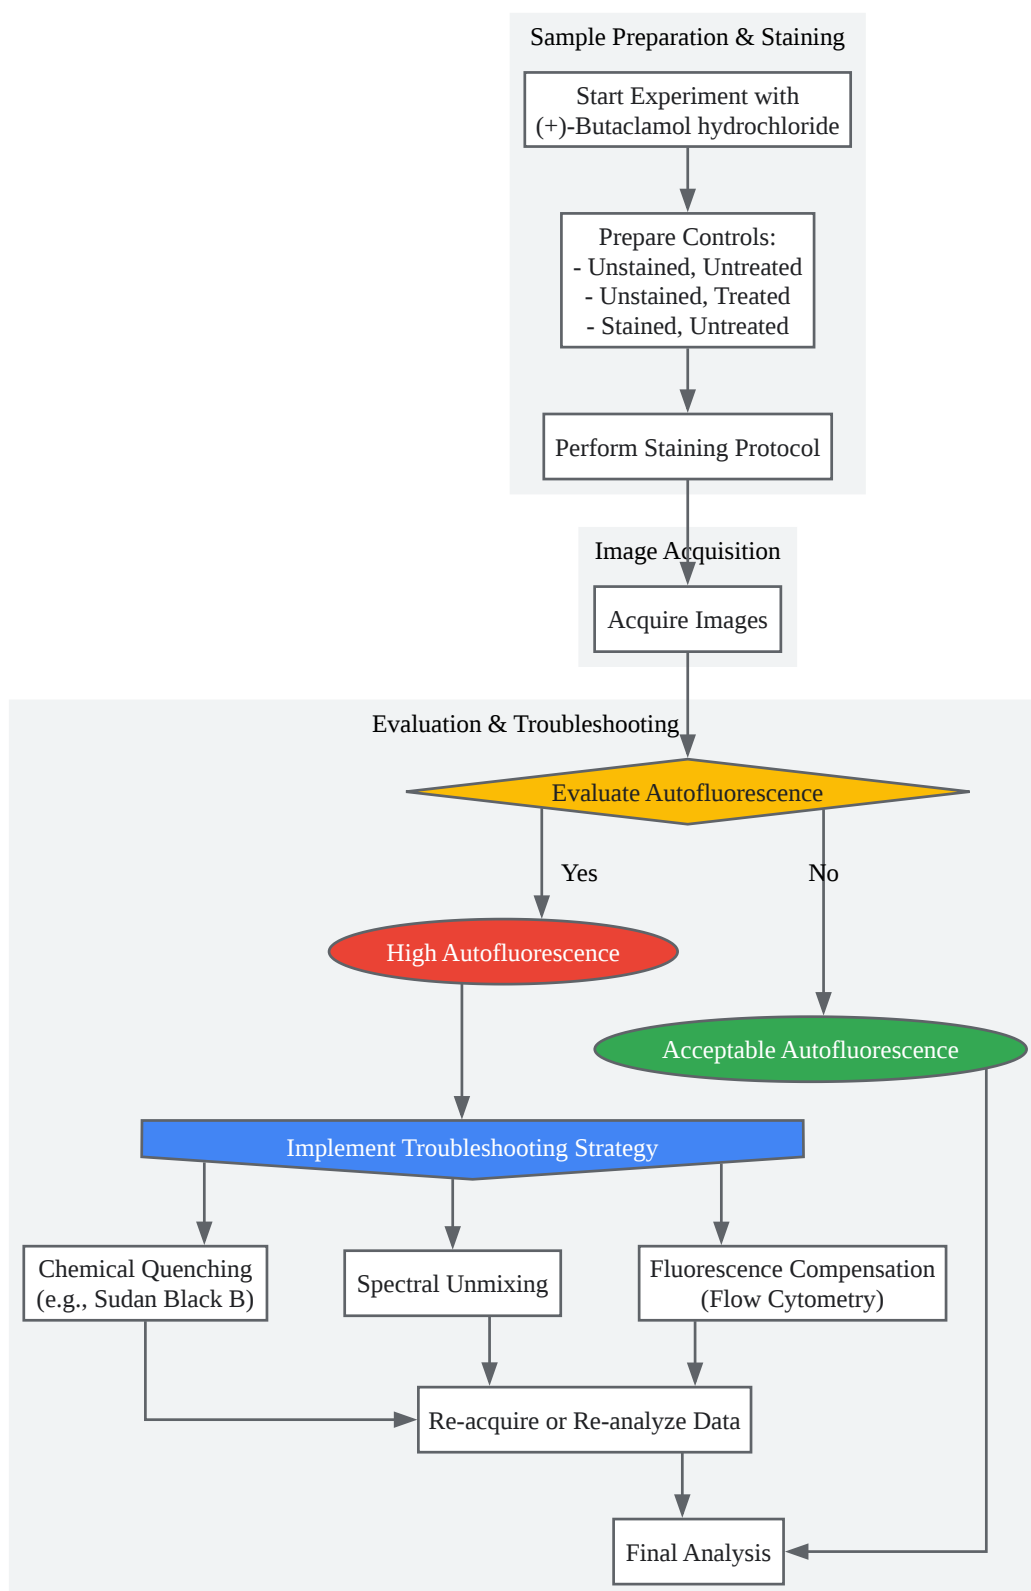 Sample Preparation & Staining
Start Experiment with
(+)-Butaclamol hydrochloride
Prepare Controls:
- Unstained, Untreated
- Unstained, Treated
- Stained, Untreated
Perform Staining Protocol
Image Acquisition
Acquire Images
Evaluation & Troubleshooting
Evaluate Autofluorescence
Yes
No
High Autofluorescence
Acceptable Autofluorescence
Implement Troubleshooting Strategy
Chemical Quenching
(e.g., Sudan Black B)
Spectral Unmixing
Fluorescence Compensation
(Flow Cytometry)
Re-acquire or Re-analyze Data
Final Analysis